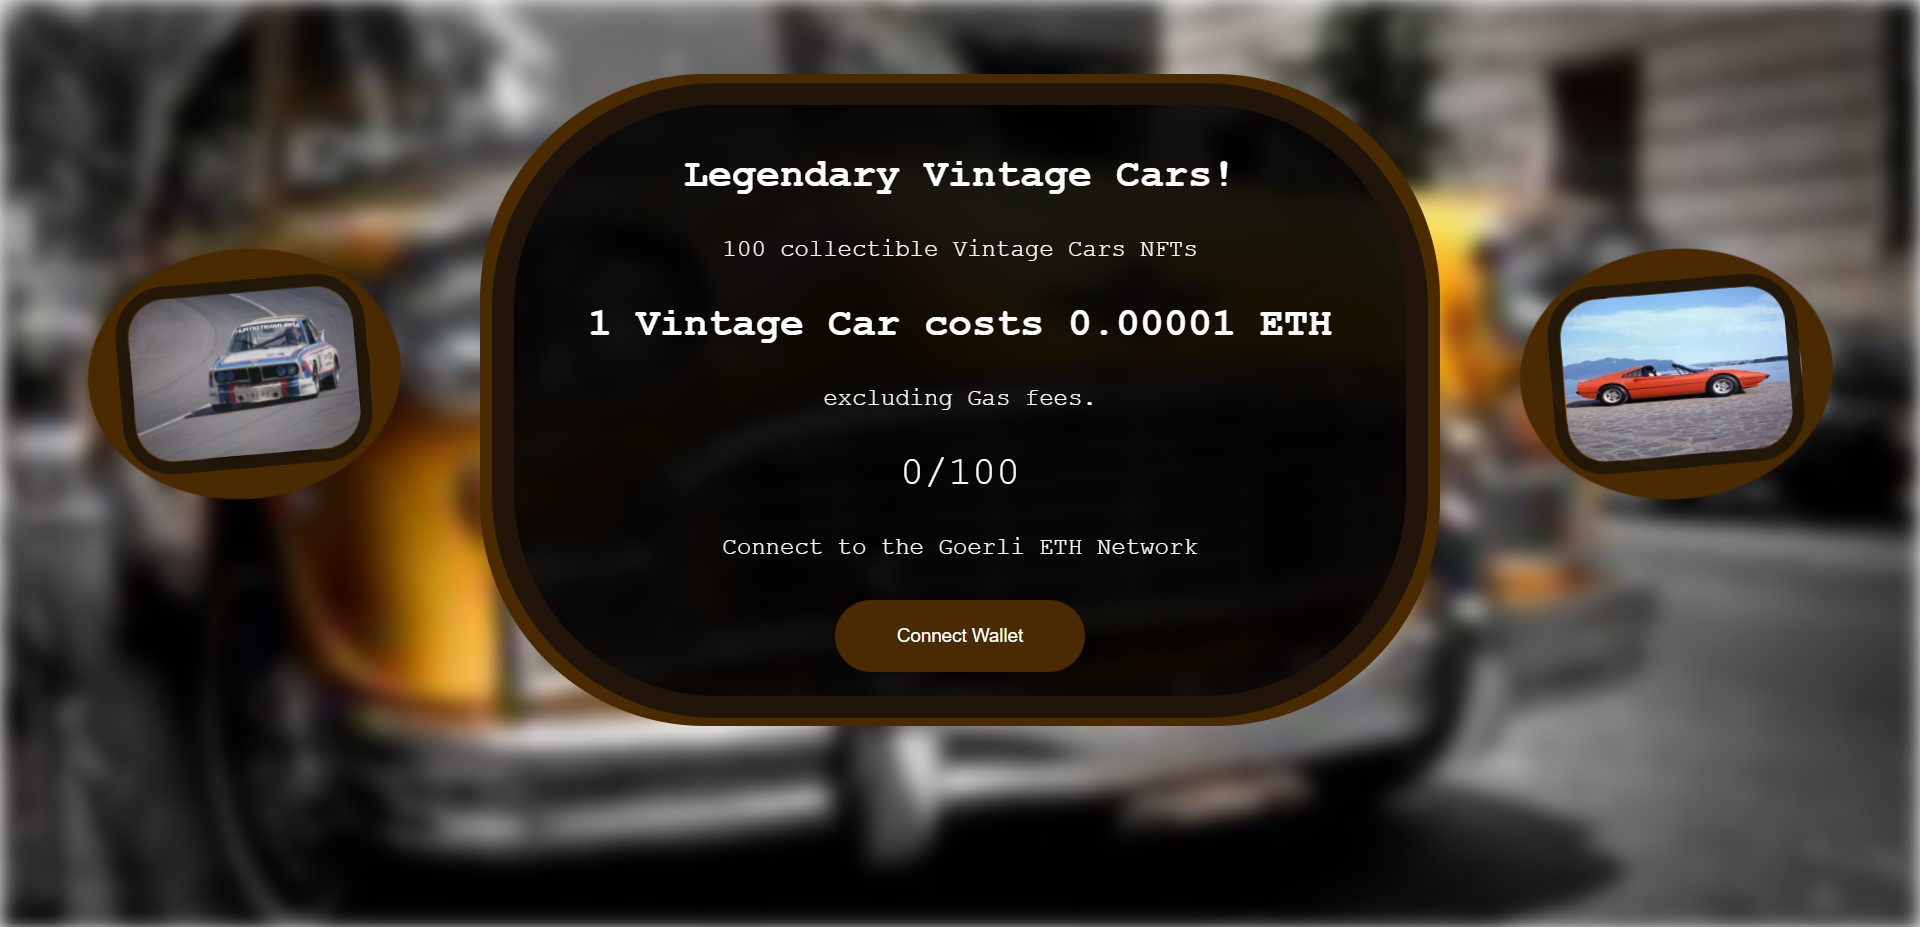 Legendary Vintage Cars!
100 collectible Vintage Cars NFTs
1 Vintage Car costs 0.00001 ETH
excluding Gas fees.
0/100
Connect to the Goerli ETH Network
Connect Wallet